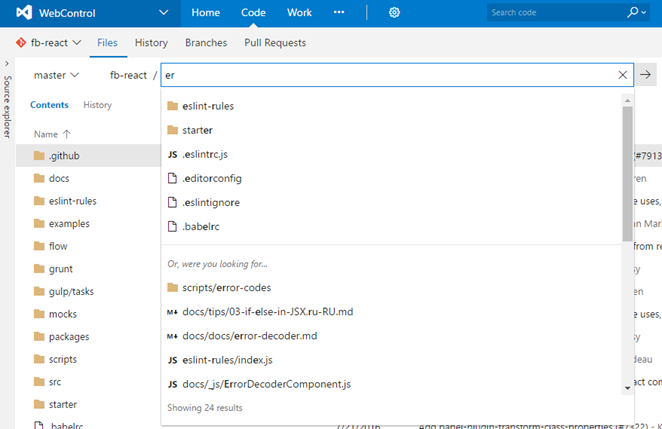 WebControl
Home
Code
Work
•••
Search code
fb-react
Files
History
Branches
Pull Requests
Source explorer
master
fb-react /
er
Contents
History
Name
.github
docs
eslint-rules
examples
flow
grunt
gulp/tasks
mocks
packages
scripts
src
starter
.babelrc
eslint-rules
starter
JS .eslintrc.js
.editorconfig
.eslintignore
.babelrc
Or, were you looking for...
scripts/error-codes
M+ docs/tips/03-if-else-in-JSX.ru-RU.md
M+ docs/docs/error-decoder.md
JS eslint-rules/index.js
JS docs/_js/ErrorDecoderComponent.js
Showing 24 results
(#7913
ren
e uses,
n Mar
from re
sy
en
e uses,
sy
deau
act com
7/21/2016
Add babel-plugin-transform-class-properties (#7322) - K